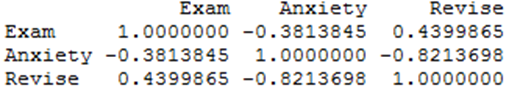 Exam Anxiety Revise
Exam 1.0000000 -0.3813845 0.4399865
Anxiety -0.3813845 1.0000000 -0.8213698
Revise 0.4399865 -0.8213698 1.0000000